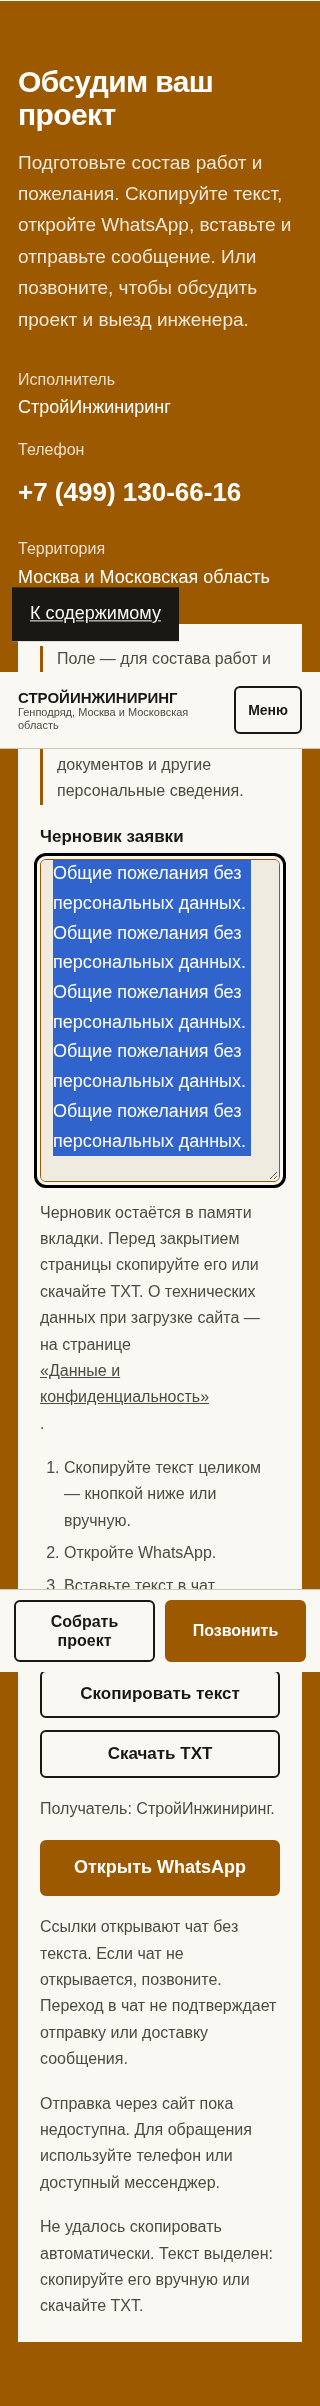 Обсудим ваш
проект
Подготовьте состав работ и
пожелания. Скопируйте текст,
откройте WhatsApp, вставьте и
отправьте сообщение. Или
позвоните, чтобы обсудить
проект и выезд инженера.
Исполнитель
СтройИнжиниринг
Телефон
+7 (499) 130-66-16
Территория
Москва и Московская область
К содержимому
Поле — для состава работ и
СТРОЙИНЖИНИРИНГ
Генподряд, Москва и Московская
область
Меню
документов и другие
персональные сведения.
Черновик заявки
Общие пожелания без
персональных данных.
Общие пожелания без
персональных данных.
Общие пожелания без
персональных данных.
Общие пожелания без
персональных данных.
Общие пожелания без
персональных данных.
Черновик остаётся в памяти
вкладки. Перед закрытием
страницы скопируйте его или
скачайте TXT. О технических
данных при загрузке сайта —
на странице
«Данные и
конфиденциальность»
.
1. Скопируйте текст целиком
— кнопкой ниже или
вручную.
2. Откройте WhatsApp.
3. Вставьте текст в чат
Собрать
проект
Позвонить
Скопировать текст
Скачать TXT
Получатель: СтройИнжиниринг.
Открыть WhatsApp
Ссылки открывают чат без
текста. Если чат не
открывается, позвоните.
Переход в чат не подтверждает
отправку или доставку
сообщения.
Отправка через сайт пока
недоступна. Для обращения
используйте телефон или
доступный мессенджер.
Не удалось скопировать
автоматически. Текст выделен:
скопируйте его вручную или
скачайте TXT.